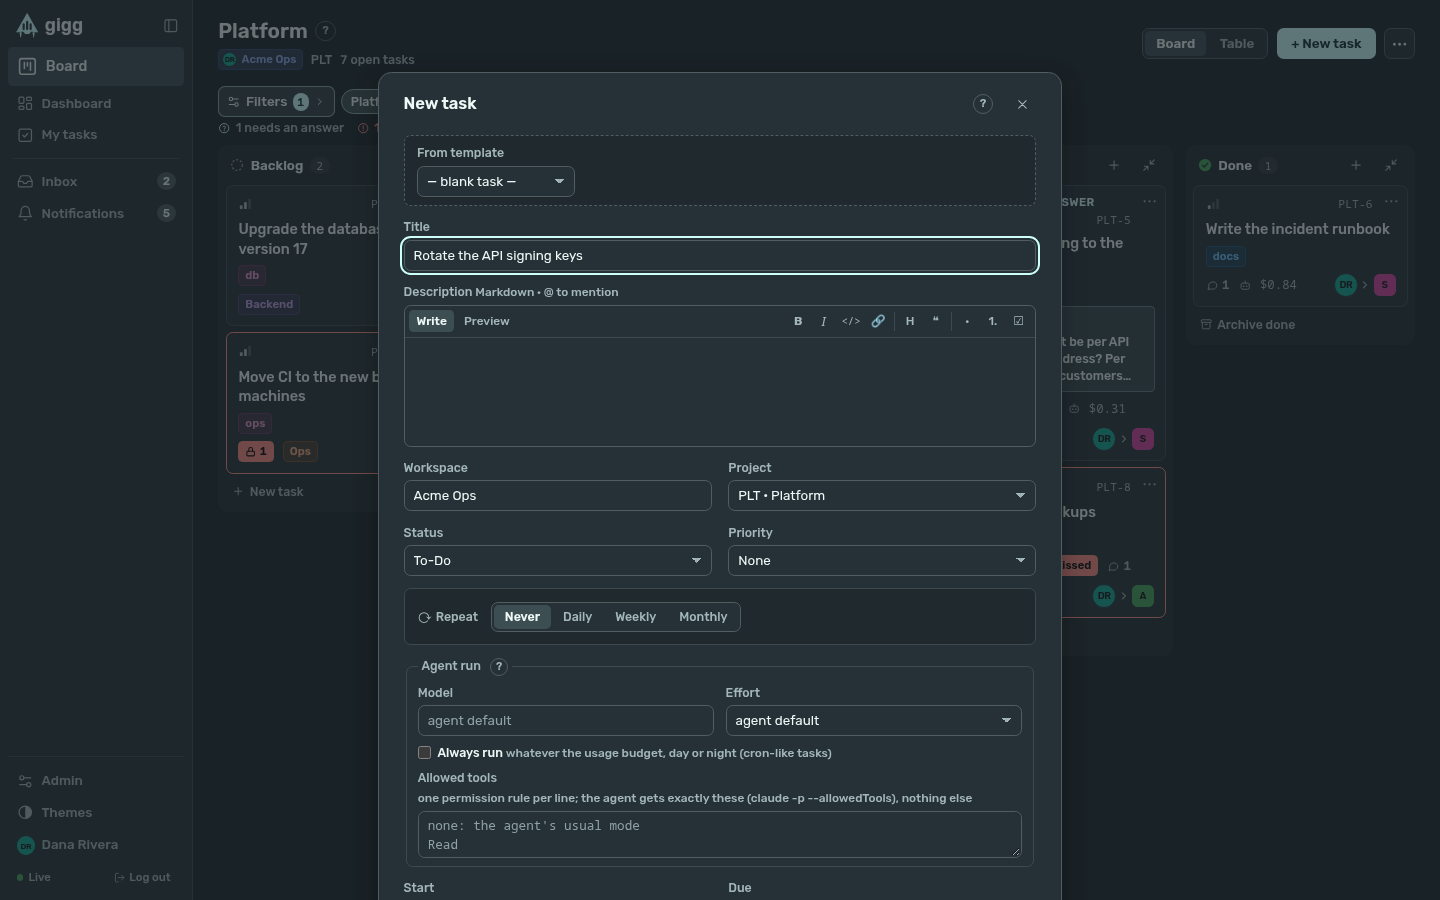 gigg
Board
Dashboard
My tasks
Inbox 2
Notifications 5
Admin
Themes
DR Dana Rivera
Live
Log out
Platform ?
DR Acme Ops PLT 7 open tasks
Board Table
+ New task
Filters 1
1 needs an answer
Backlog 2
Upgrade the
version 17
db
Backend
Move CI to the new
machines
ops
1 Ops
+ New task
New task ?
From template
— blank task —
Title
Rotate the API signing keys
Description Markdown • @ to mention
Write Preview
B I </> H ❝ • 1. ☑
Workspace
Acme Ops
Project
PLT • Platform
Status
To-Do
Priority
None
Repeat Never Daily Weekly Monthly
Agent run ?
Model
agent default
Effort
agent default
Always run whatever the usage budget, day or night (cron-like tasks)
Allowed tools
one permission rule per line; the agent gets exactly these (claude -p --allowedTools), nothing else
none: the agent's usual mode
Read
Start
Due
PLT-5
to the
be per API
Per
customers…
$0.31
DR S
PLT-8
1
DR A
Done 1
PLT-6
Write the incident runbook
docs
1 $0.84 DR S
Archive done